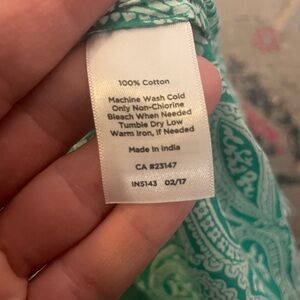 100% Cotton
Machine Wash Cold
Only Non-Chlorine
Bleach When Needed
Tumble Dry Low
Warm Iron, If Needed
Made In India
CA #23147
IN5143 02/17